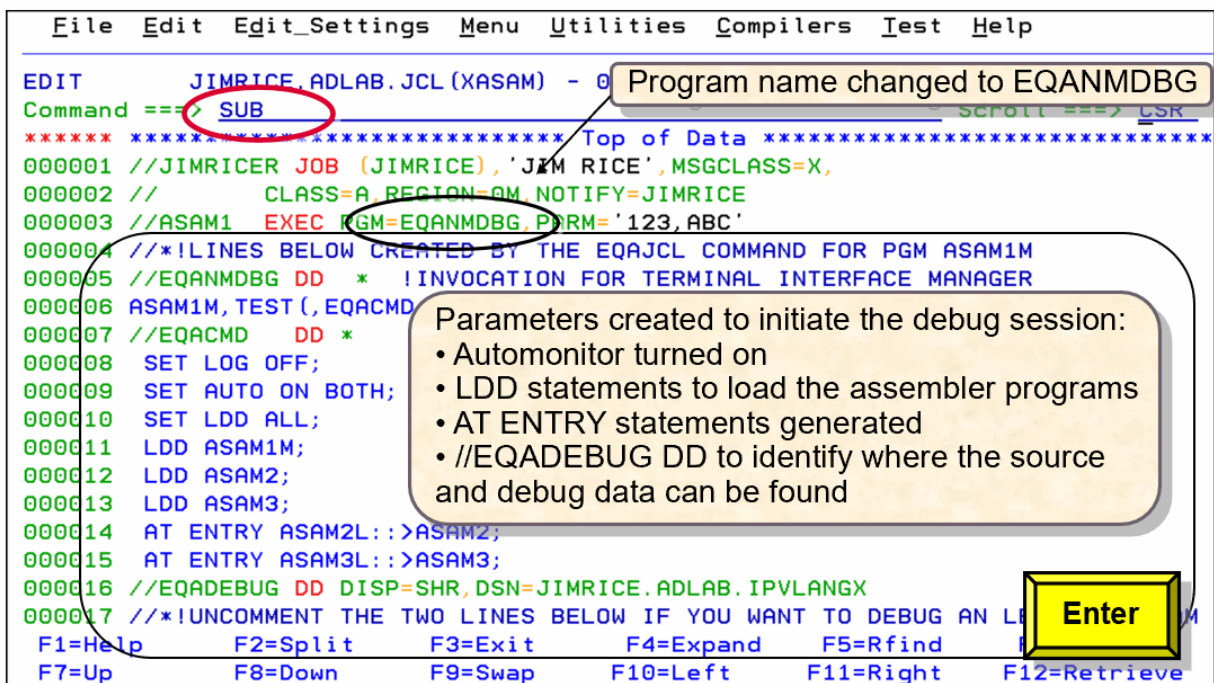 File Edit Edit_Settings Menu Utilities Compilers Test Help
EDIT JIMRICE.ADLAB.JCL(XASAM) - 0
Program name changed to EQANMDBG
Command ===> SUB Scroll ===> CSR
****** ***************************** Top of Data *****************************
000001 //JIMRICER JOB (JIMRICE),'JIM RICE',MSGCLASS=X,
000002 // CLASS=A,REGION=0M,NOTIFY=JIMRICE
000003 //ASAM1 EXEC PGM=EQANMDBG,PARM='123,ABC'
000004 //*!LINES BELOW CREATED BY THE EQAJCL COMMAND FOR PGM ASAM1M
000005 //EQANMDBG DD * !INVOCATION FOR TERMINAL INTERFACE MANAGER
000006 ASAM1M,TEST(,EQACMD
000007 //EQACMD DD *
000008 SET LOG OFF;
000009 SET AUTO ON BOTH;
000010 SET LDD ALL;
000011 LDD ASAM1M;
000012 LDD ASAM2;
000013 LDD ASAM3;
000014 AT ENTRY ASAM2L::>ASAM2;
000015 AT ENTRY ASAM3L::>ASAM3;
000016 //EQADEBUG DD DISP=SHR,DSN=JIMRICE.ADLAB.IPVLANGX
000017 //*!UNCOMMENT THE TWO LINES BELOW IF YOU WANT TO DEBUG AN
Parameters created to initiate the debug session:
• Automonitor turned on
• LDD statements to load the assembler programs
• AT ENTRY statements generated
• //EQADEBUG DD to identify where the source
and debug data can be found
Enter
F1=Help F2=Split F3=Exit F4=Expand F5=Rfind
F7=Up F8=Down F9=Swap F10=Left F11=Right F12=Retrieve